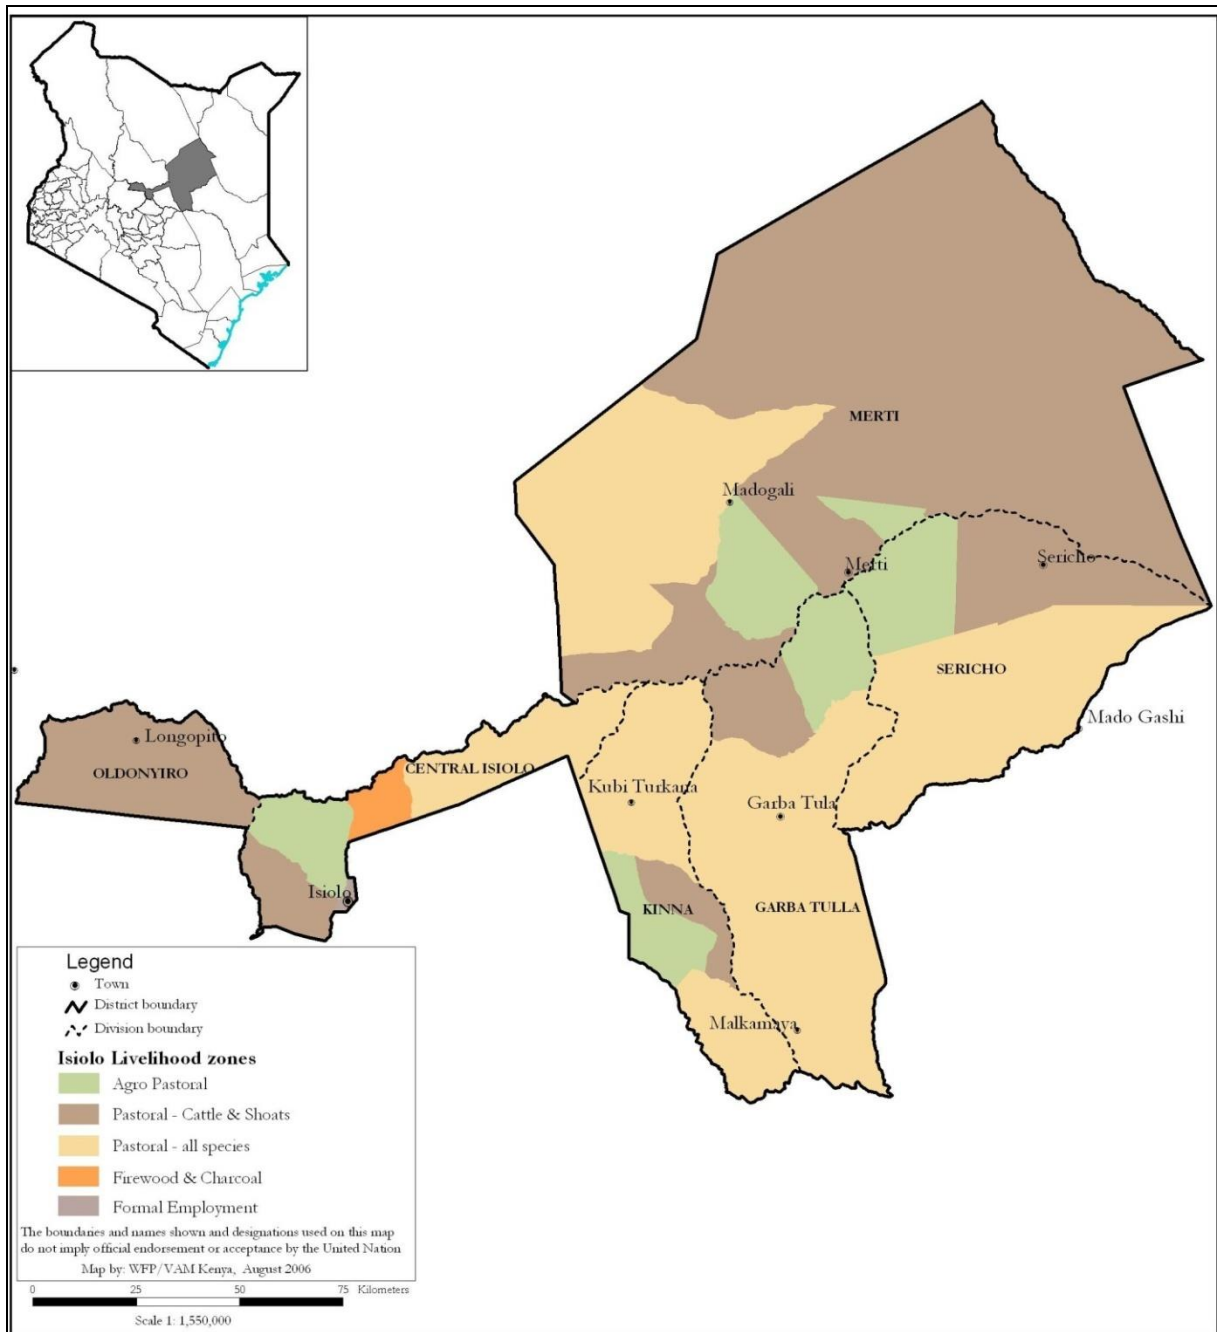 MERTI
Madogali
Merti
Sericho
SERICHO
Mado Gashi
Longopito
OLDONYIRO
CENTRAL ISIOLO
Kubi Turkana
Garba Tula
Isiolo
KINNA
GARBA TULLA
Malkamaya
Legend
Town
District boundary
Division boundary
Isiolo Livelihood zones
Agro Pastoral
Pastoral - Cattle & Shoats
Pastoral - all species
Firewood & Charcoal
Formal Employment
The boundaries and names shown and designations used on this map
do not imply official endorsement or acceptance by the United Nation
Map by: WFP/VAM Kenya, August 2006
0 25 50 75 Kilometers
Scale 1: 1,550,000